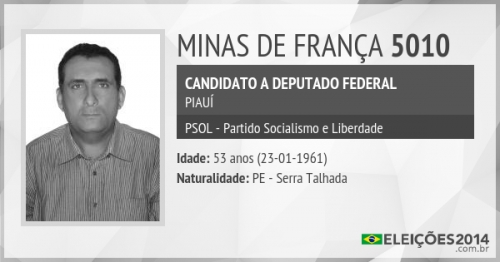 MINAS DE FRANÇA 5010
CANDIDATO A DEPUTADO FEDERAL
PIAUÍ
PSOL - Partido Socialismo e Liberdade
Idade: 53 anos (23-01-1961)
Naturalidade: PE - Serra Talhada
ELEIÇÕES2014
.com.br